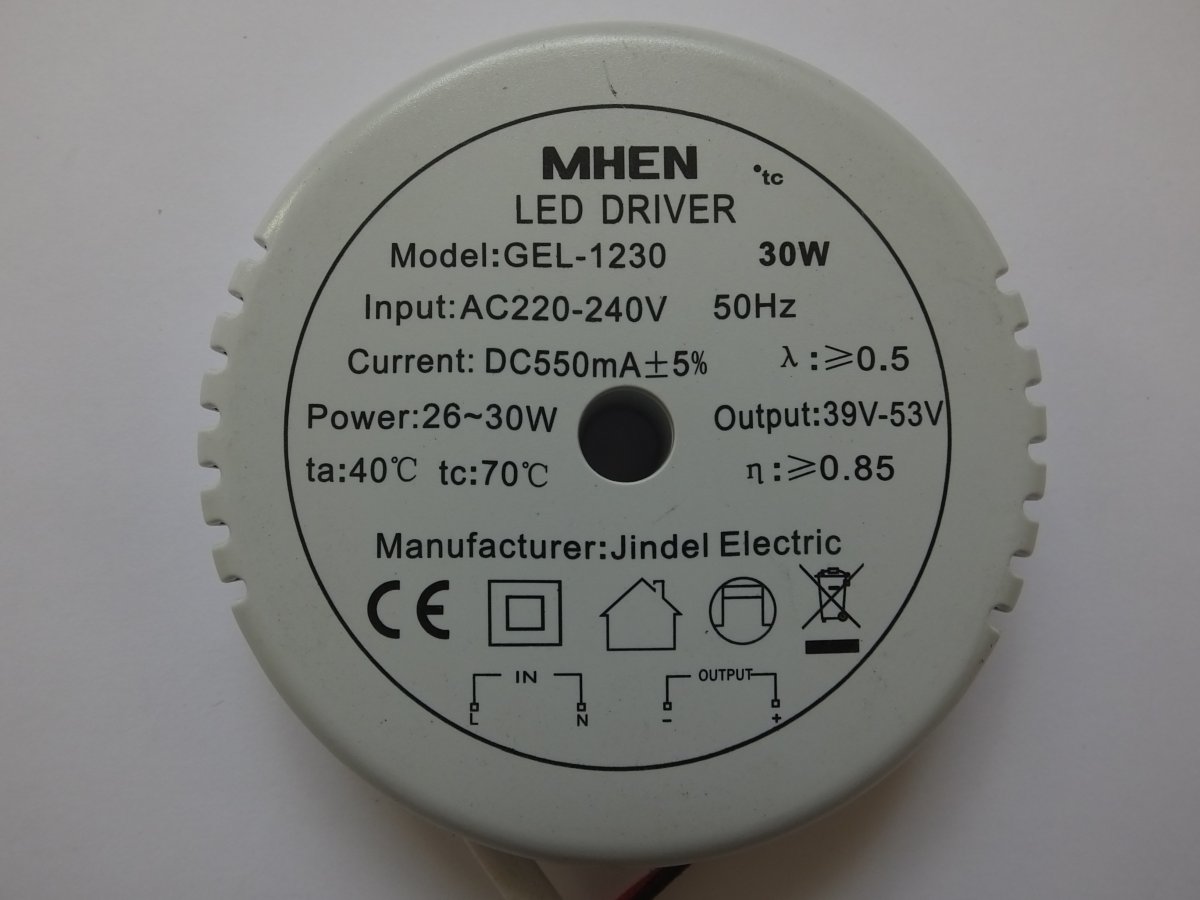 MHEN
•tc
LED DRIVER
Model:GEL-1230 30W
Input:AC220-240V 50Hz
Current: DC550mA±5% λ:≥0.5
Power:26~30W Output:39V-53V
ta:40℃ tc:70℃ η:≥0.85
Manufacturer:Jindel Electric
CE
IN OUTPUT
L N - +